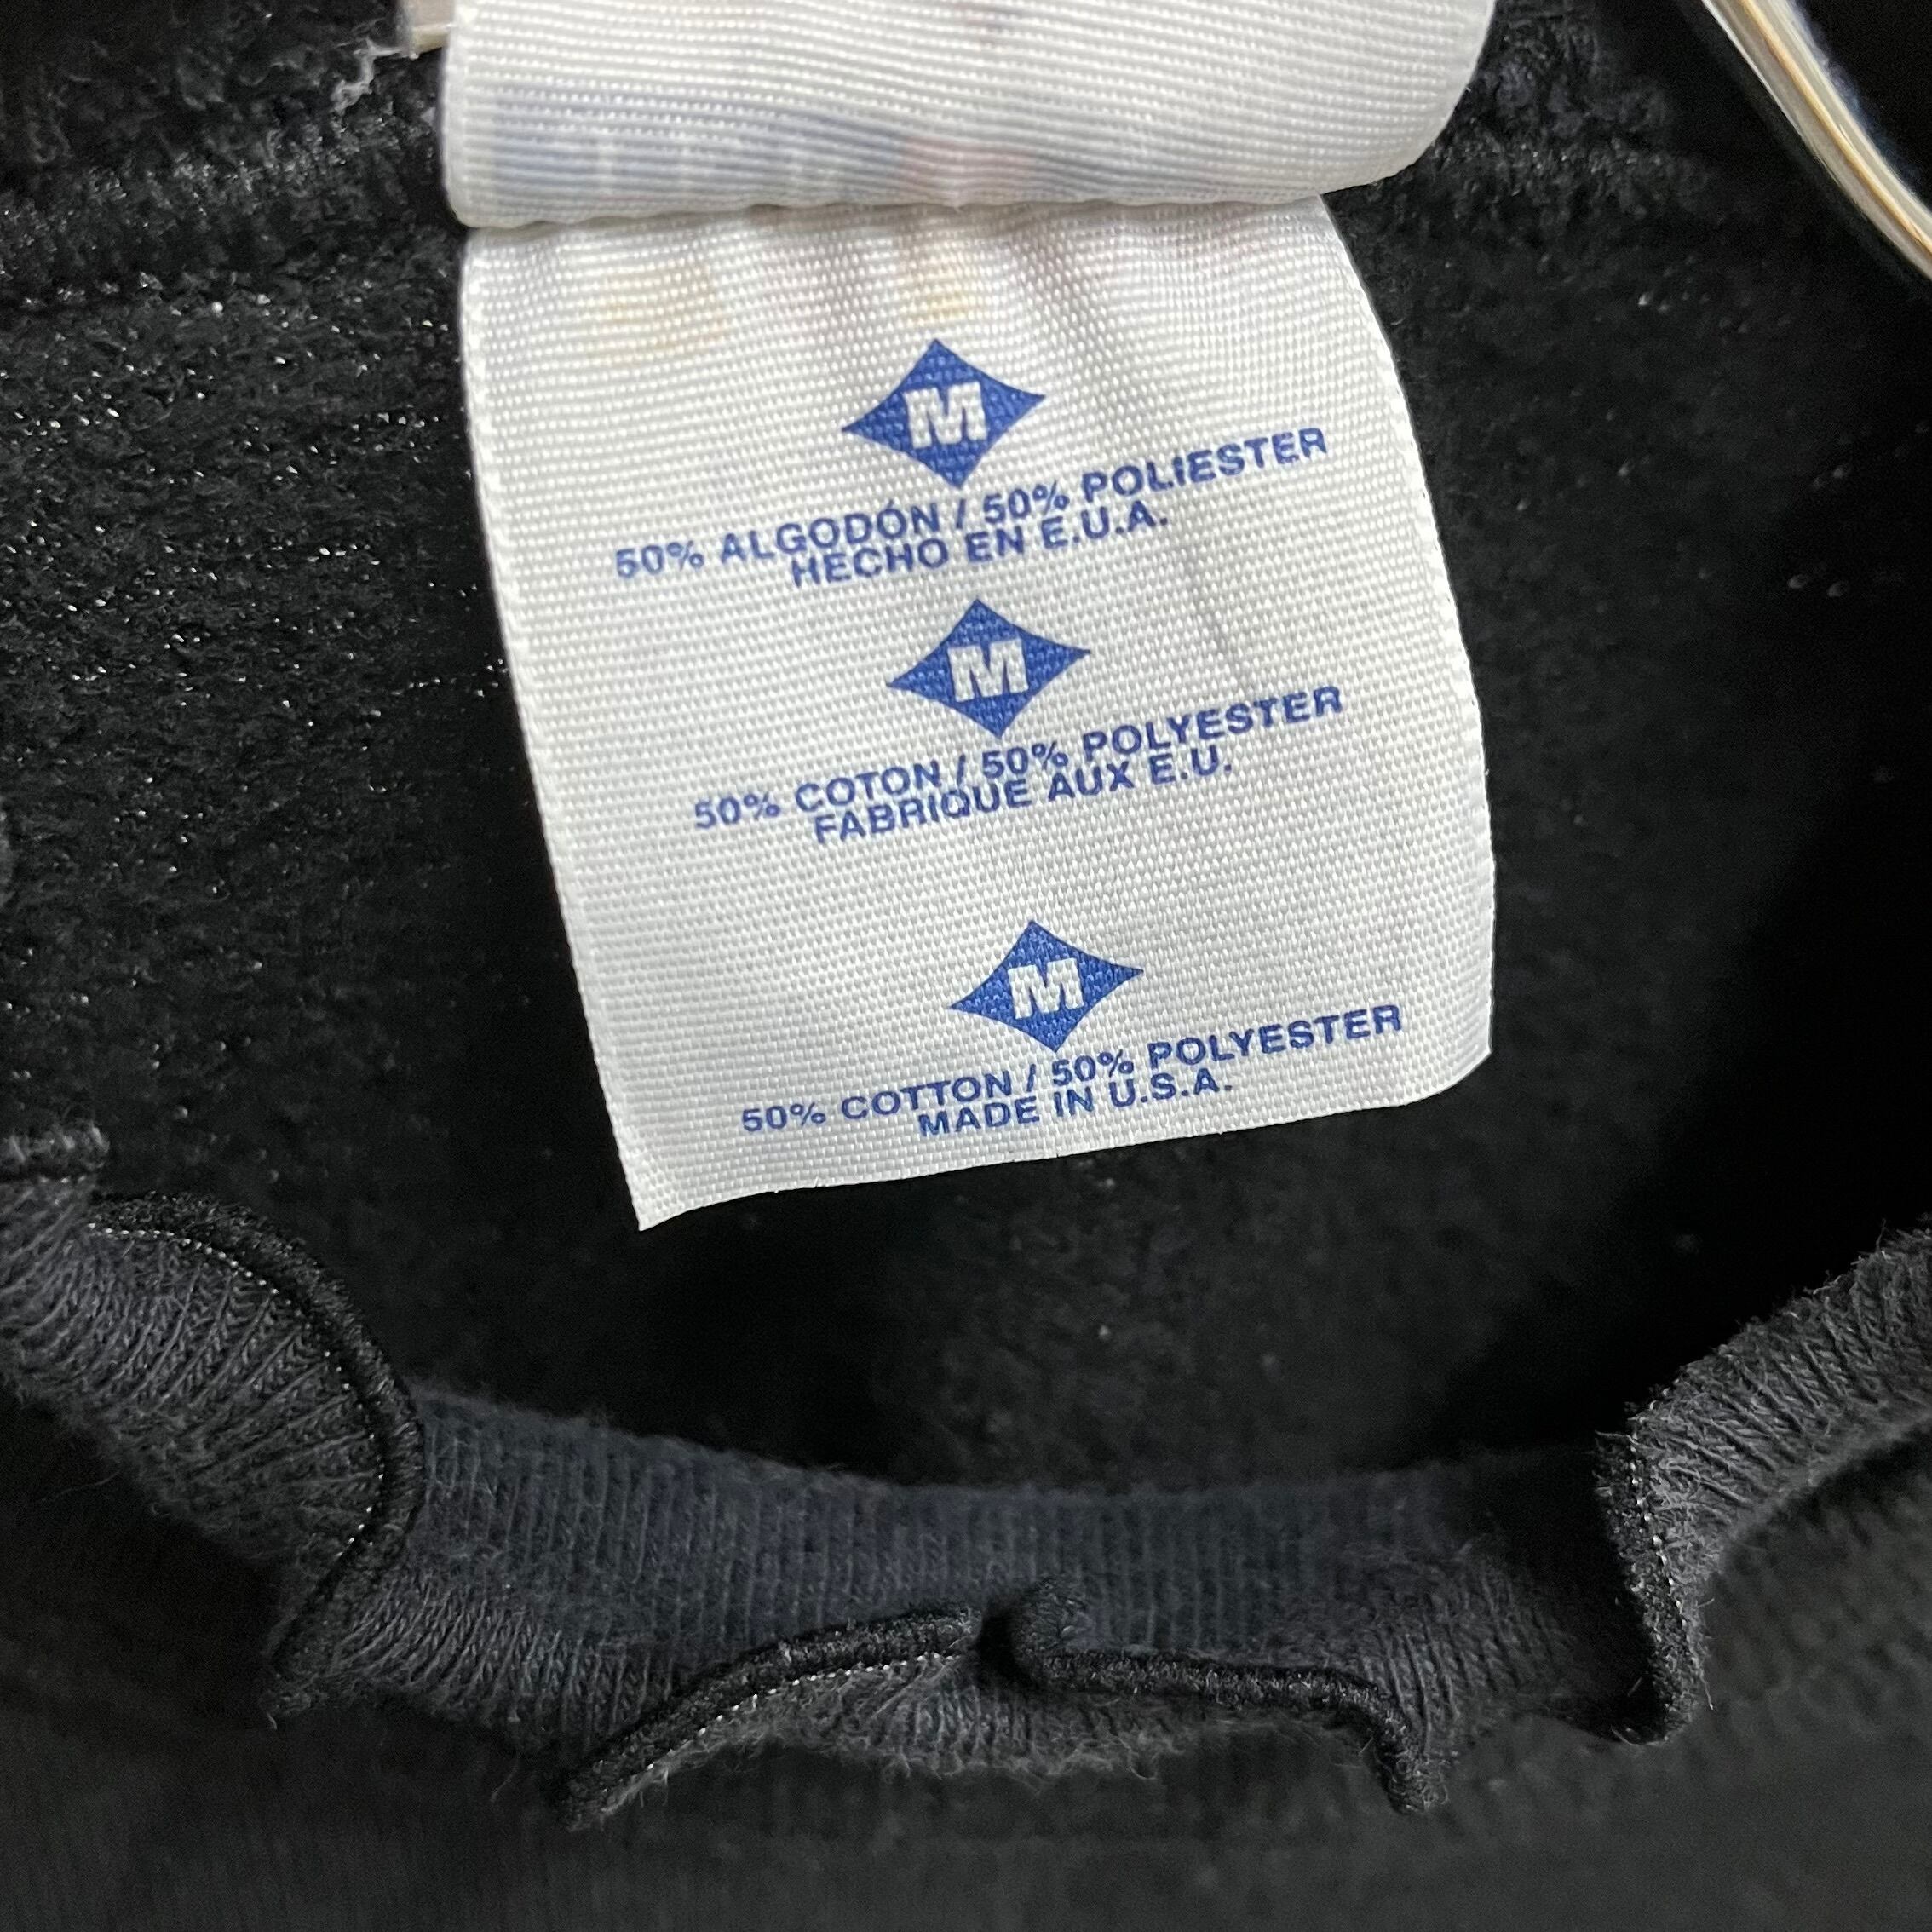 M
50% ALGODÓN / 50% POLIESTER
HECHO EN E.U.A.
M
50% COTON / 50% POLYESTER
FABRIQUE AUX E.U.
M
50% COTTON / 50% POLYESTER
MADE IN U.S.A.